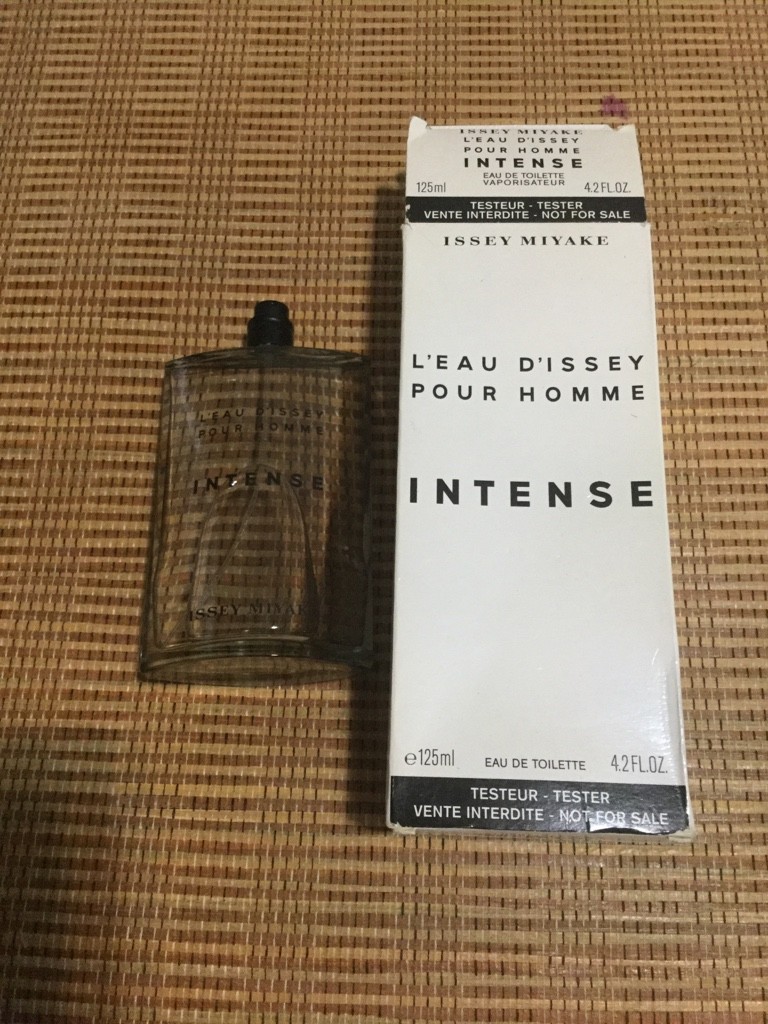 ISSEY MIYAKE
L'EAU D'ISSEY
POUR HOMME
INTENSE
EAU DE TOILETTE
VAPORISATEUR
125ml 4.2 FL.OZ.
TESTEUR - TESTER
VENTE INTERDITE - NOT FOR SALE
ISSEY MIYAKE
L'EAU D'ISSEY
POUR HOMME
INTENSE
℮125ml EAU DE TOILETTE 4.2 FL.OZ.
TESTEUR - TESTER
VENTE INTERDITE - NOT FOR SALE
L'EAU D'ISSEY
POUR HOMME
INTENSE
ISSEY MIYAKE